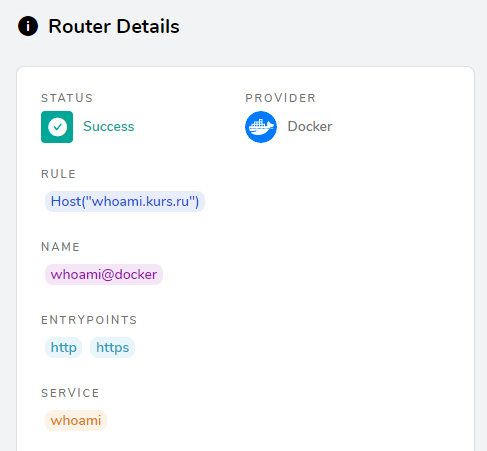 Router Details
STATUS PROVIDER
Success Docker
RULE
Host("whoami.kurs.ru")
NAME
whoami@docker
ENTRYPOINTS
http https
SERVICE
whoami